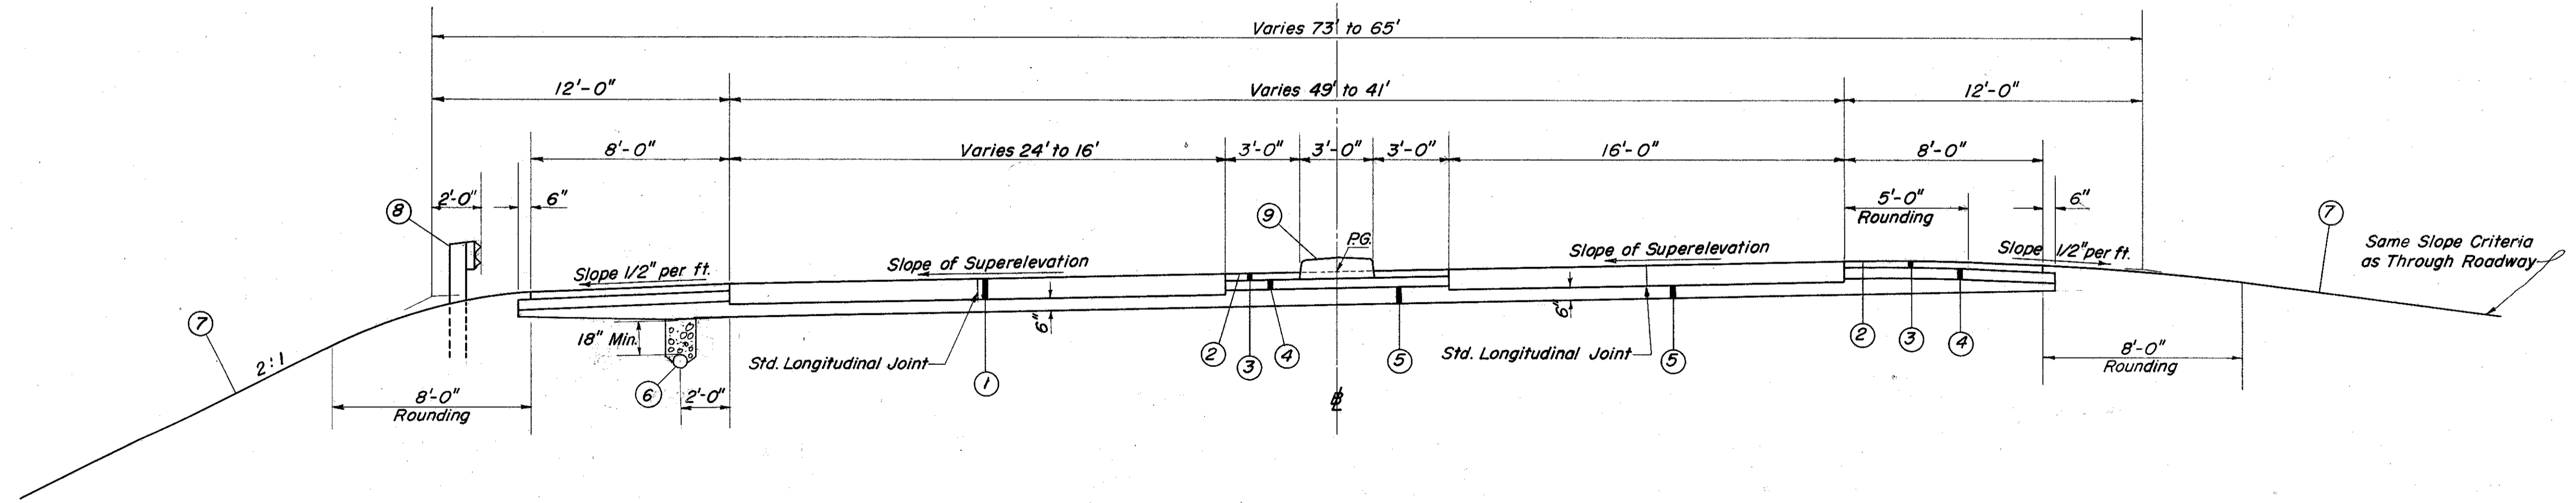 Varies 73' to 65'
12'-0"
Varies 49' to 41'
12'-0"
8'-0"
Varies 24' to 16'
3'-0"
3'-0"
3'-0"
16'-0"
8'-0"
2'-0"
6"
5'-0"
Rounding
6"
8
9
P.G.
7
Slope 1/2" per ft.
Slope of Superelevation
Slope of Superelevation
Slope 1/2" per ft.
Same Slope Criteria
as Through Roadway
7
2:1
18" Min.
6"
6"
Std. Longitudinal Joint
1
2
3
4
5
Std. Longitudinal Joint
5
2
3
4
6
2'-0"
8'-0"
Rounding
8'-0"
Rounding